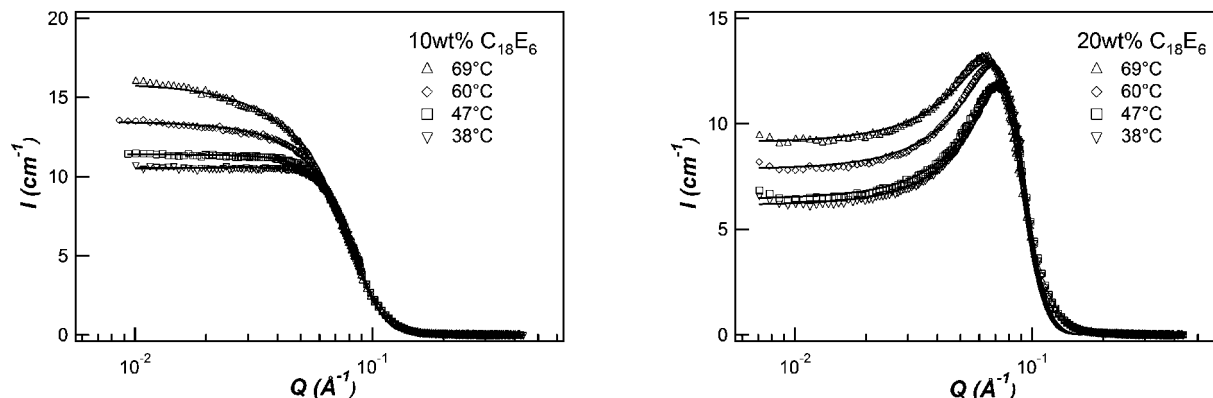 20
15
10
5
0
I (cm⁻¹)
10wt% C₁₈E₆
△ 69°C
◇ 60°C
□ 47°C
▽ 38°C
10⁻²
10⁻¹
Q (Å⁻¹)
15
10
5
0
I (cm⁻¹)
20wt% C₁₈E₆
△ 69°C
◇ 60°C
□ 47°C
▽ 38°C
10⁻²
10⁻¹
Q (Å⁻¹)